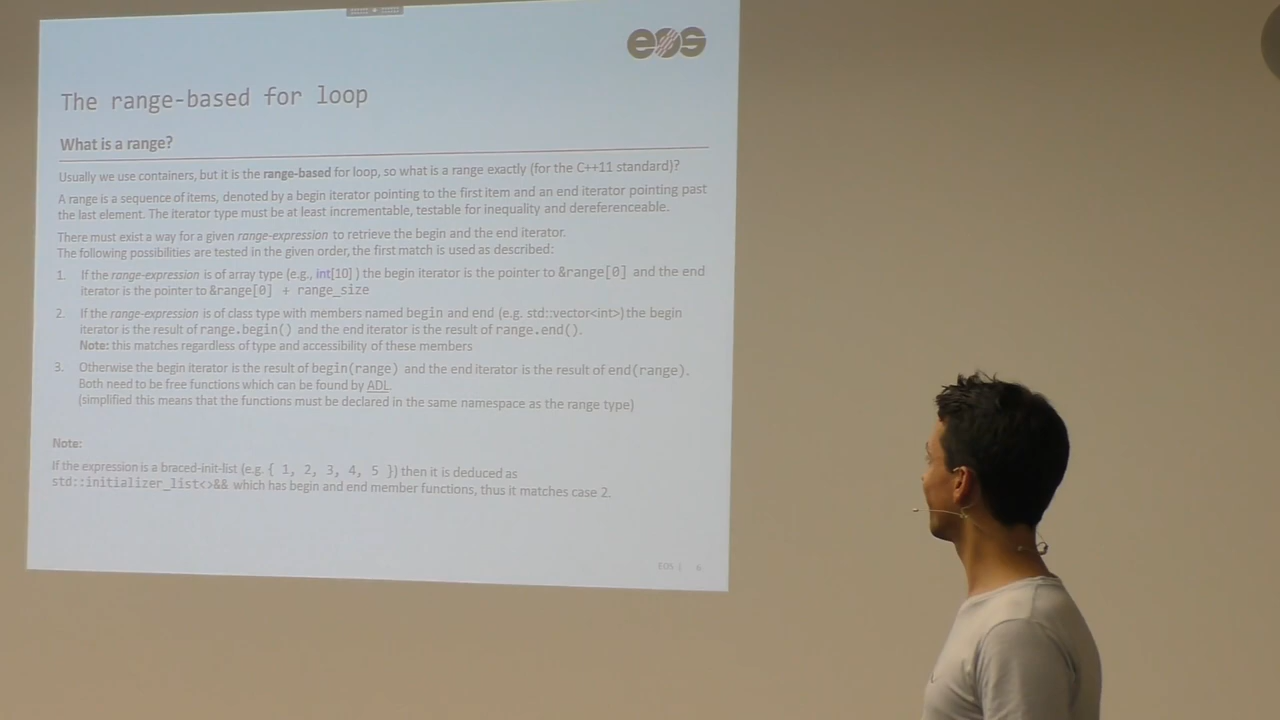 eos
The range-based for loop
What is a range?
Usually we use containers, but it is the range-based for loop, so what is a range exactly (for the C++11 standard)?
A range is a sequence of items, denoted by a begin iterator pointing to the first item and an end iterator pointing past
the last element. The iterator type must be at least incrementable, testable for inequality and dereferenceable.
There must exist a way for a given range-expression to retrieve the begin and the end iterator.
The following possibilities are tested in the given order, the first match is used as described:
1. If the range-expression is of array type (e.g., int[10] ) the begin iterator is the pointer to &range[0] and the end
iterator is the pointer to &range[0] + range_size
2. If the range-expression is of class type with members named begin and end (e.g. std::vector<int>)the begin
iterator is the result of range.begin() and the end iterator is the result of range.end().
Note: this matches regardless of type and accessibility of these members
3. Otherwise the begin iterator is the result of begin(range) and the end iterator is the result of end(range).
Both need to be free functions which can be found by ADL.
(simplified this means that the functions must be declared in the same namespace as the range type)
Note:
If the expression is a braced-init-list (e.g. { 1, 2, 3, 4, 5 }) then it is deduced as
std::initializer_list<>&& which has begin and end member functions, thus it matches case 2.
EOS |